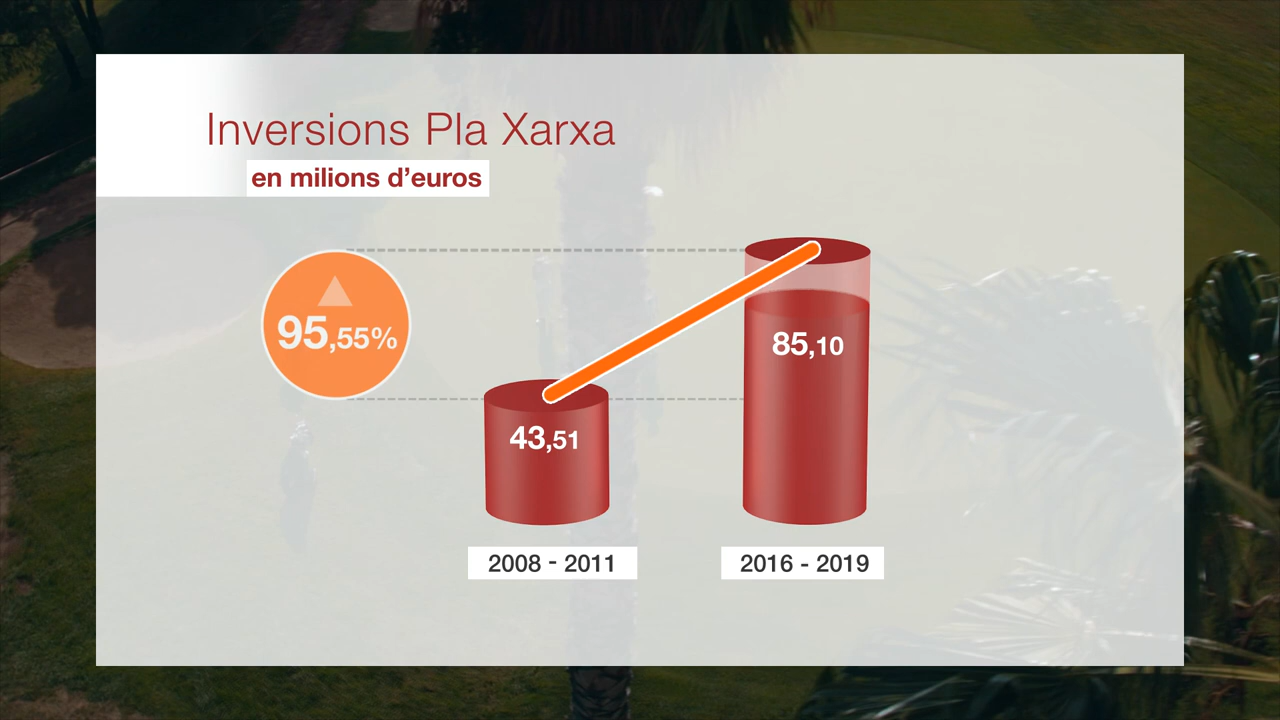 Inversions Pla Xarxa
en milions d’euros
95,55%
85,10
43,51
2008 - 2011
2016 - 2019